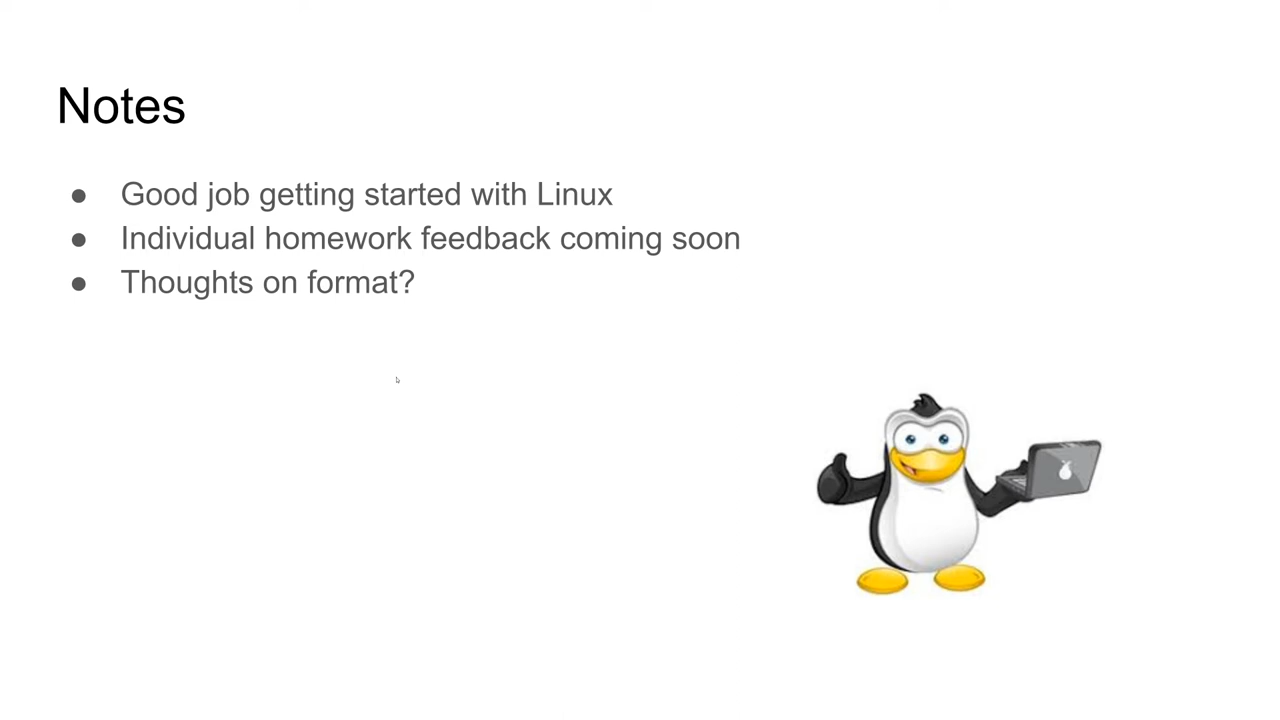 Notes
● Good job getting started with Linux
● Individual homework feedback coming soon
● Thoughts on format?